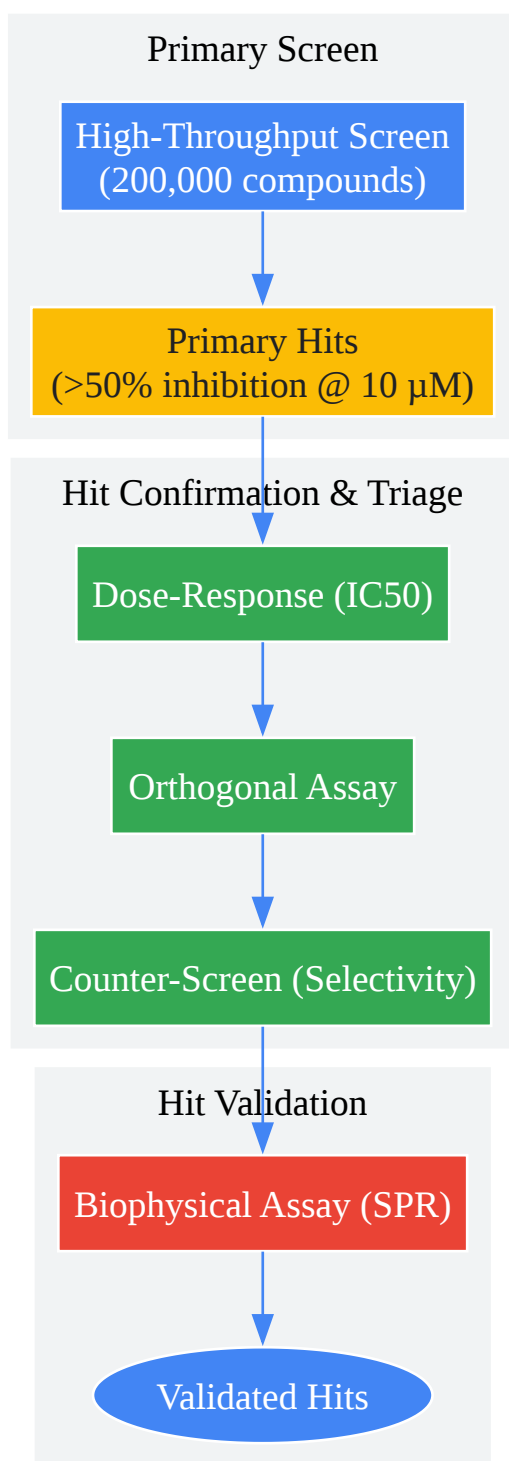 Primary Screen
High-Throughput Screen
(200,000 compounds)
Primary Hits
(>50% inhibition @ 10 µM)
Hit Confirmation & Triage
Dose-Response (IC50)
Orthogonal Assay
Counter-Screen (Selectivity)
Hit Validation
Biophysical Assay (SPR)
Validated Hits